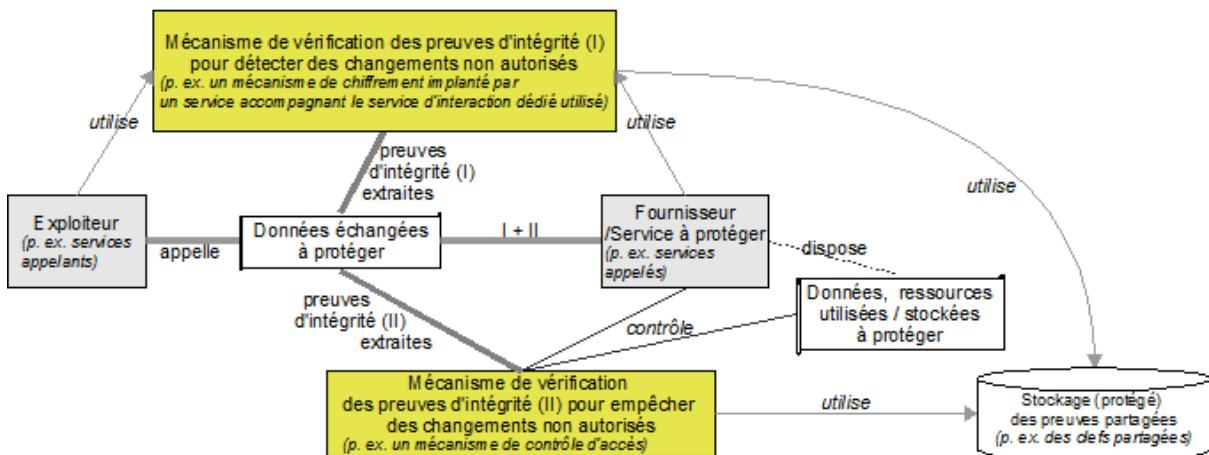 Mécanisme de vérification des preuves d'intégrité (I)
pour détecter des changements non autorisés
(p. ex. un mécanisme de chiffrement implanté par
un service accompagnant le service d'interaction dédié utilisé)
utilise
utilise
preuves
d'intégrité (I)
extraites
utilise
Exploiteur
(p. ex. services
appelants)
appelle
Données échangées
à protéger
I + II
Fournisseur
/Service à protéger
(p. ex. services
appelés)
dispose
Données, ressources
utilisées / stockées
à protéger
preuves
d'intégrité (II)
extraites
contrôle
Mécanisme de vérification
des preuves d'intégrité (II) pour empêcher
des changements non autorisés
(p. ex. un mécanisme de contrôle d'accès)
utilise
Stockage (protégé)
des preuves partagées
(p. ex. des clefs partagées)